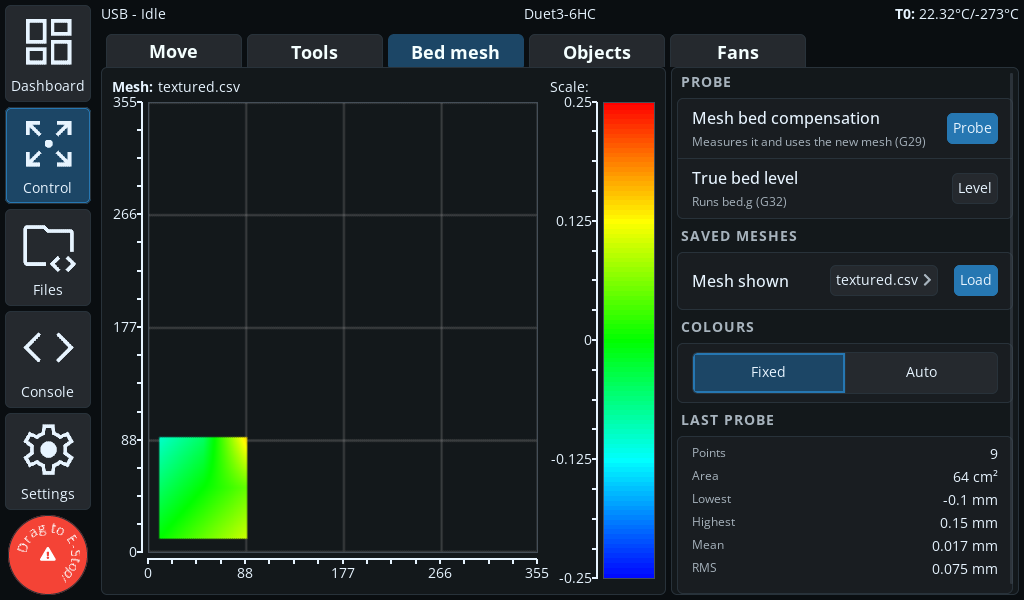 USB - Idle
Duet3-6HC
T0: 22.32°C/-273°C
Dashboard
Control
Files
Console
Settings
Drag to E-Stop!
Move
Tools
Bed mesh
Objects
Fans
Mesh: textured.csv
355
266
177
88
0
0
88
177
266
355
Scale:
0.25
0.125
0
-0.125
-0.25
PROBE
Mesh bed compensation
Measures it and uses the new mesh (G29)
Probe
True bed level
Runs bed.g (G32)
Level
SAVED MESHES
Mesh shown
textured.csv
Load
COLOURS
Fixed
Auto
LAST PROBE
Points 9
Area 64 cm²
Lowest -0.1 mm
Highest 0.15 mm
Mean 0.017 mm
RMS 0.075 mm